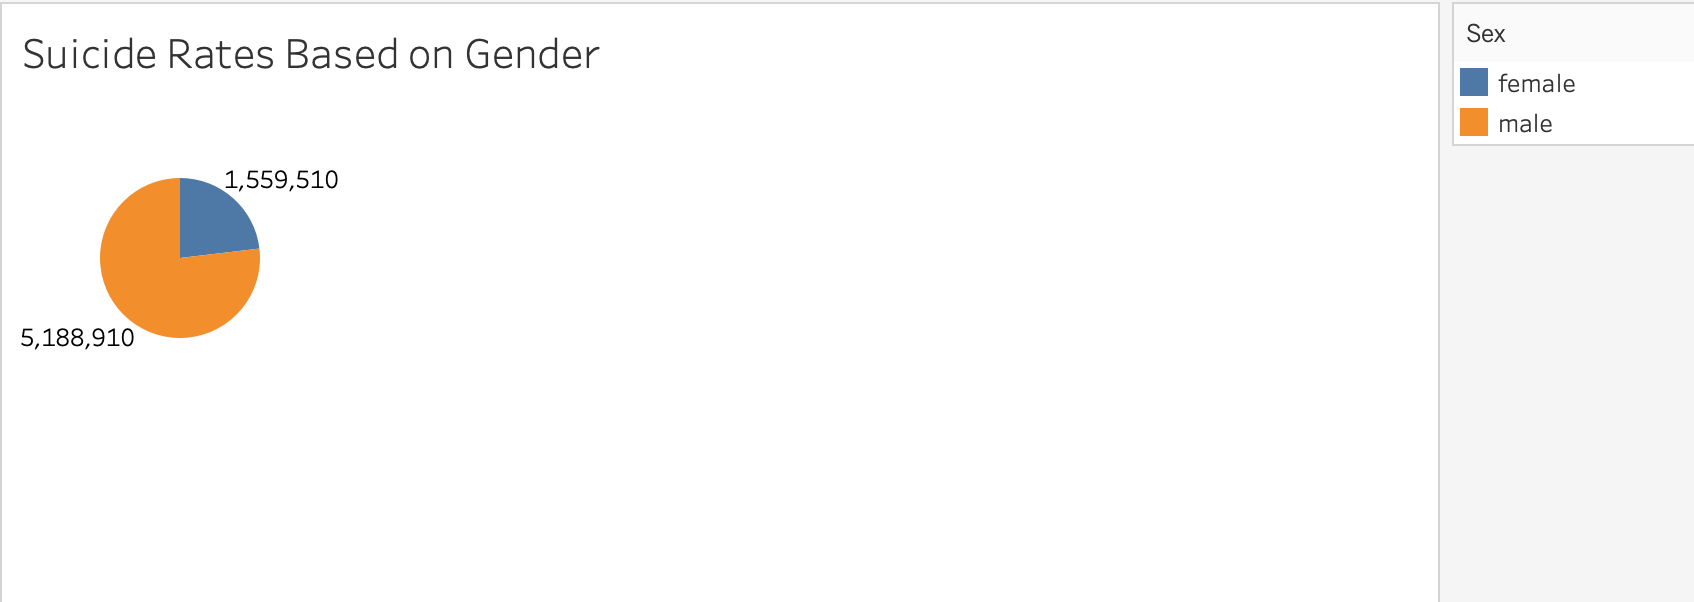 Suicide Rates Based on Gender
1,559,510
5,188,910
Sex
female
male